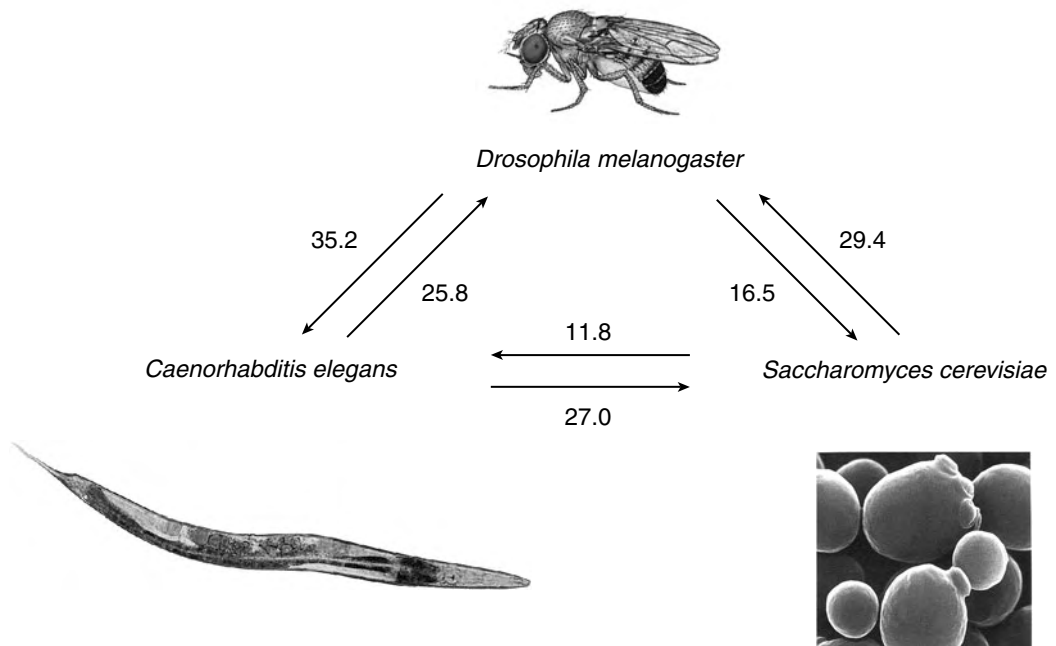 Drosophila melanogaster
35.2
29.4
25.8
16.5
11.8
Caenorhabditis elegans
Saccharomyces cerevisiae
27.0